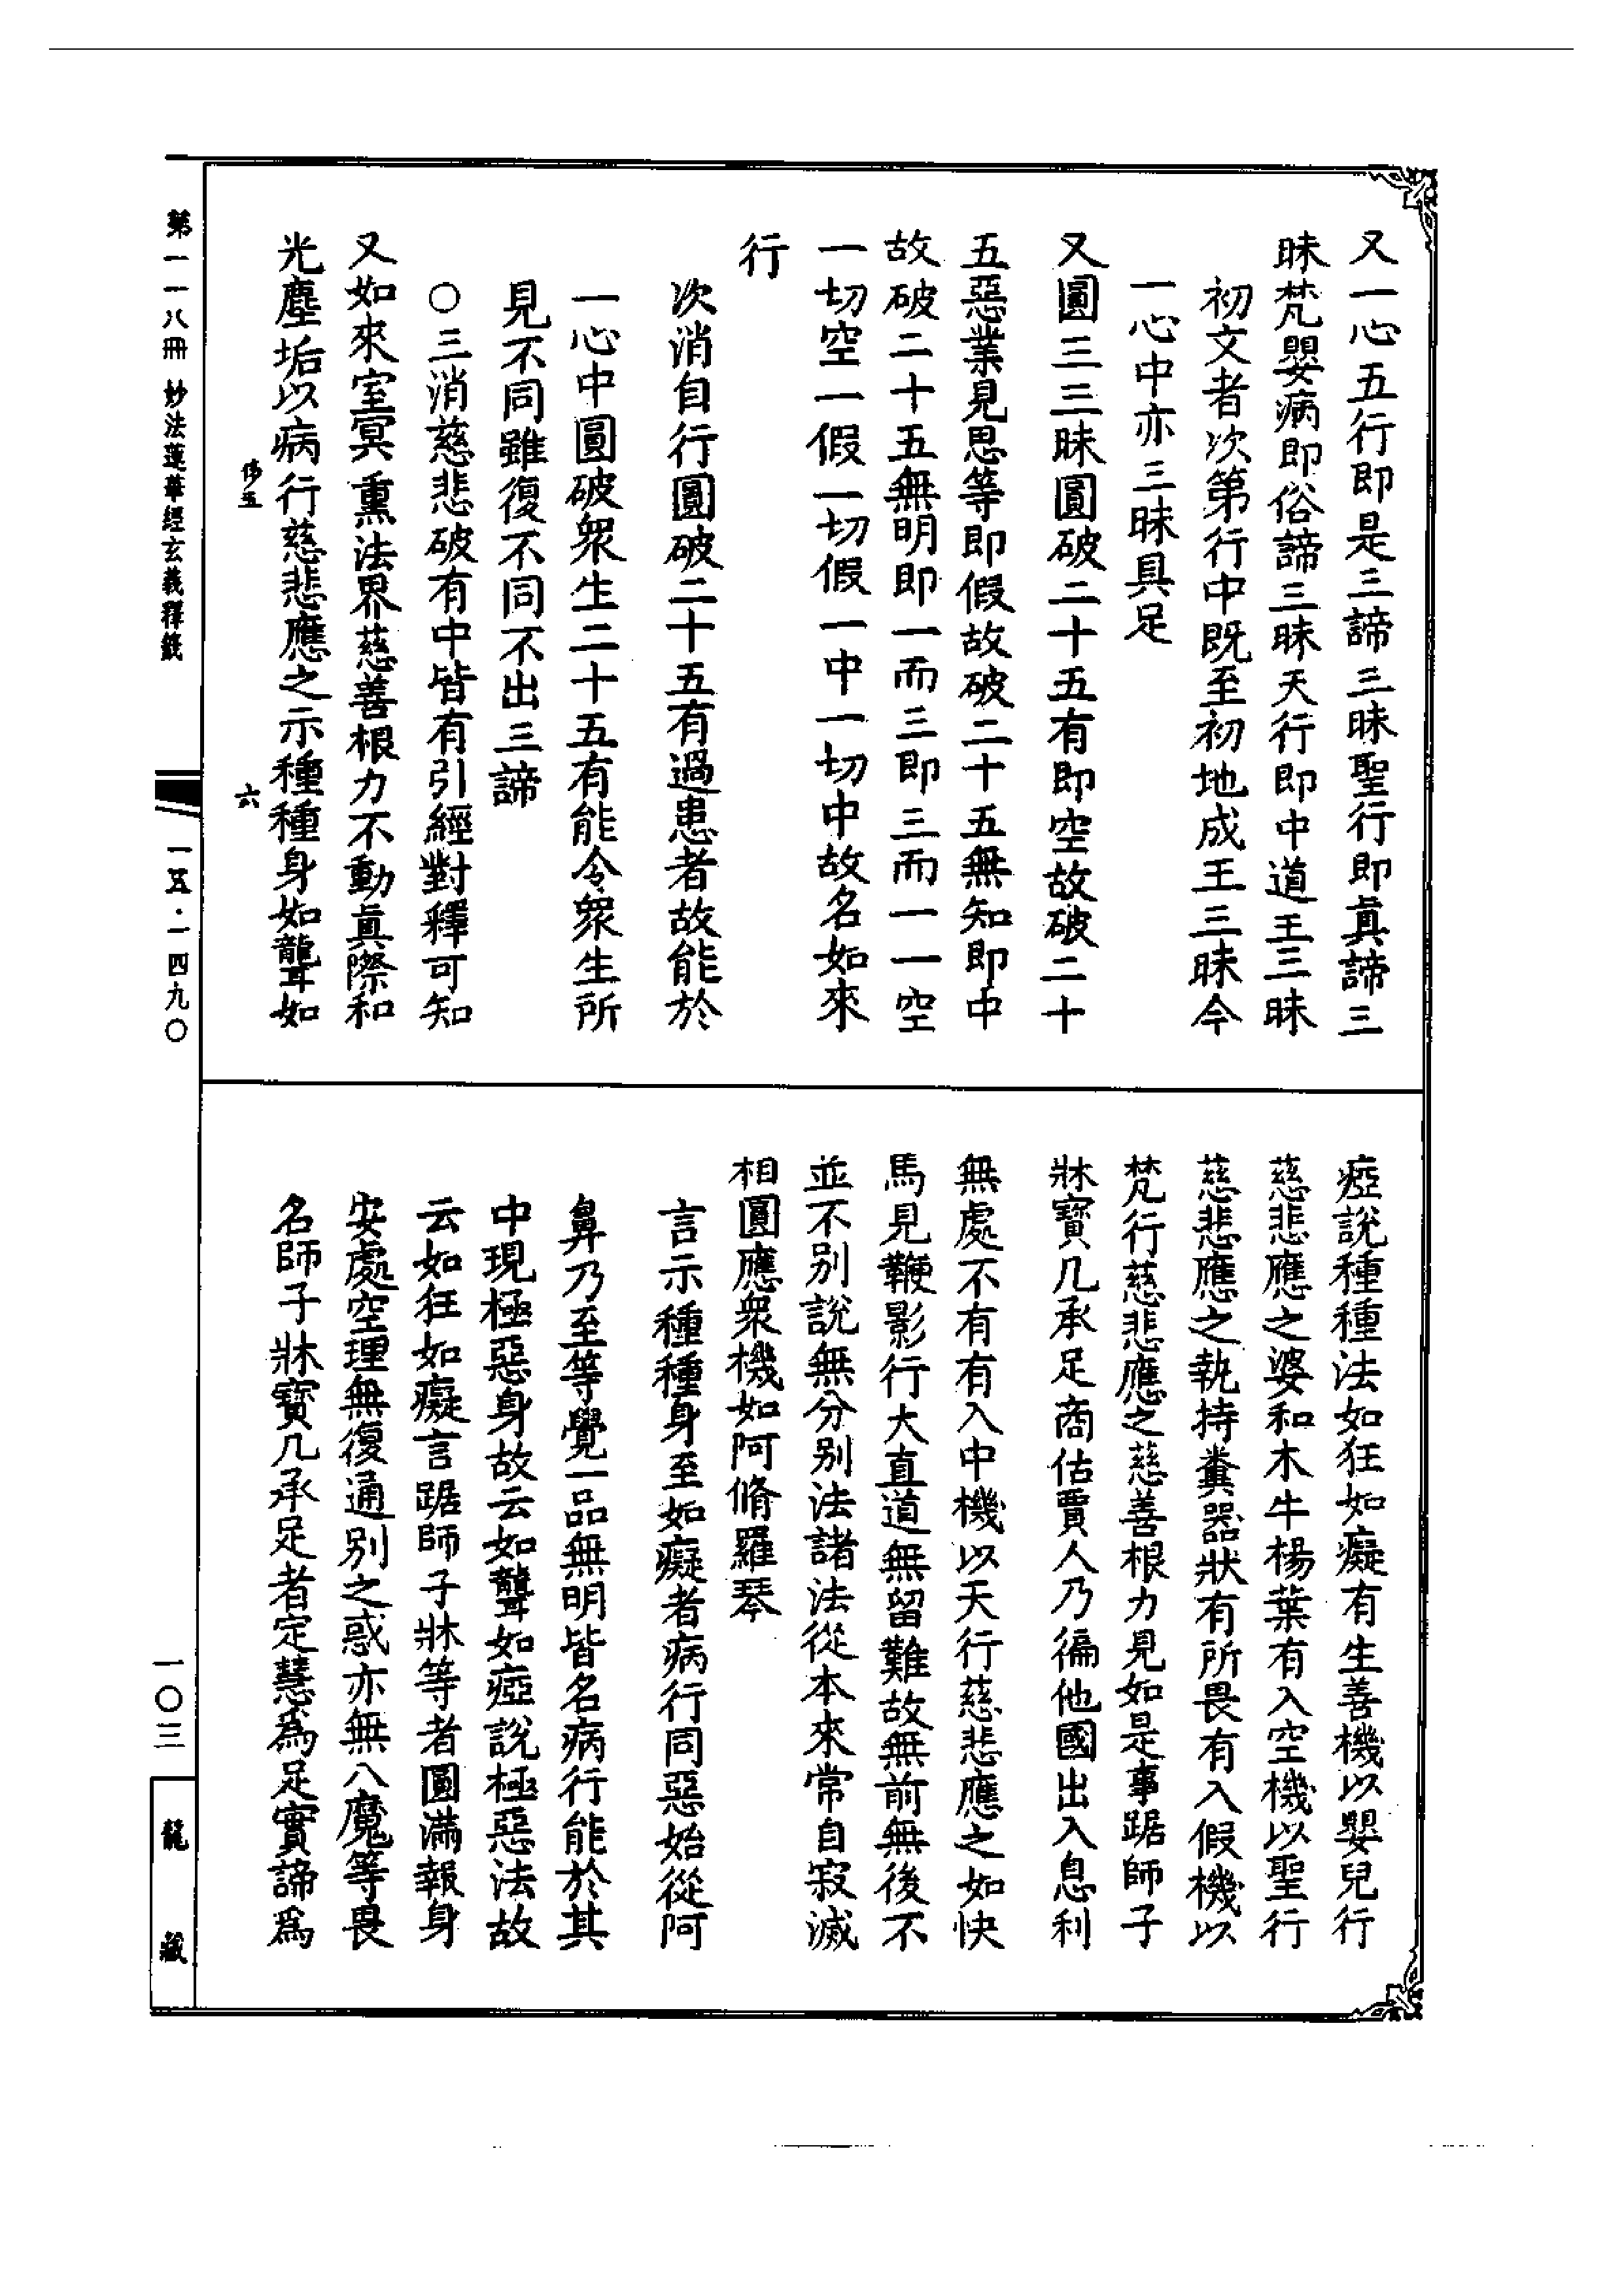 又一心五行即是三諦三昧聖行即眞諦三
昧梵嬰病即俗諦三昧天行即中道王三昧
初文者次第行中既至初地成王三昧今
一心中亦三昧具足
又圓三三昧圓破二十五有即空故破二十
五惡業見思等即假故破二十五無知即中
故破二十五無明即一而三即三而一一空
一切空一假一切假一中一切中故名如來
行
次消自行圓破二十五有過患者故能於
一心中圓破衆生二十五有能令衆生所
見不同雖復不同不出三諦
○三消慈悲破有中皆有引經對釋可知
又如來室冥熏法界慈善根力不動眞際和
光塵垢以病行慈悲應之示種種身如聾如
瘂說種種法如狂如癡有生善機以嬰兒行
慈悲應之婆和木牛楊葉有入空機以聖行
慈悲應之執持糞器狀有所畏有入假機以
梵行慈悲應之慈善根力見如是事踞師子
牀寶几承足商估賈人乃徧他國出入息利
無處不有有入中機以天行慈悲應之如快
馬見鞭影行大直道無留難故無前無後不
並不別說無分別法諸法從本來常自寂滅
相圓應衆機如阿脩羅琴
言示種種身至如癡者病行同惡始從阿
鼻乃至等覺一品無明皆名病行能於其
中現極惡身故云如聾如瘂說極惡法故
云如狂如癡言踞師子牀等者圓滿報身
安處空理無復通別之惑亦無八魔等畏
名師子牀寶几承足者定慧爲足實諦爲
第一一八冊 妙法蓮華經玄義釋籤
六
一五·一四九〇
一〇三
龍藏